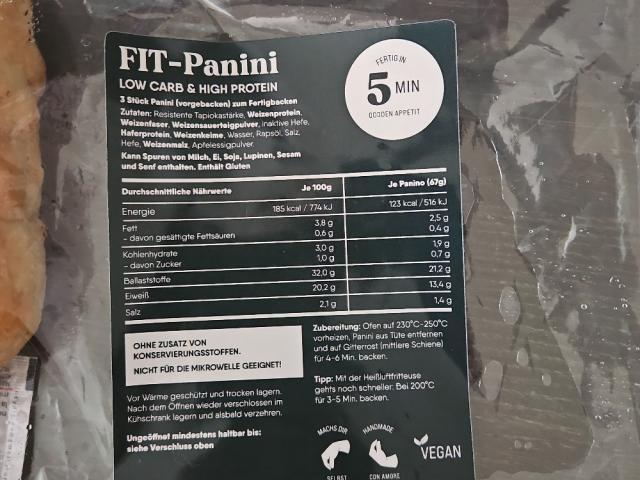 FIT-Panini
LOW CARB & HIGH PROTEIN
3 Stück Panini (vorgebacken) zum Fertigbacken
Zutaten: Resistente Tapiokastärke, Weizenprotein,
Weizenfaser, Weizensauerteigpulver, inaktive Hefe,
Haferprotein, Weizenkeime, Wasser, Rapsöl, Salz,
Hefe, Weizenmalz, Apfelessigpulver.
Kann Spuren von Milch, Ei, Soja, Lupinen, Sesam
und Senf enthalten. Enthält Gluten
FERTIG IN
5 MIN
QOODEN APPETIT
Durchschnittliche Nährwerte Je 100g Je Panino (67g)
Energie 185 kcal / 774 kJ 123 kcal / 516 kJ
Fett 3,8 g 2,5 g
- davon gesättigte Fettsäuren 0,6 g 0,4 g
Kohlenhydrate 3,0 g 1,9 g
- davon Zucker 1,0 g 0,7 g
Ballaststoffe 32,0 g 21,2 g
Eiweiß 20,2 g 13,4 g
Salz 2,1 g 1,4 g
OHNE ZUSATZ VON
KONSERVIERUNGSSTOFFEN.
NICHT FÜR DIE MIKROWELLE GEEIGNET!
Vor Wärme geschützt und trocken lagern.
Nach dem Öffnen wieder verschlossen im
Kühlschrank lagern und alsbald verzehren.
Ungeöffnet mindestens haltbar bis:
siehe Verschluss oben
Zubereitung: Ofen auf 230°C-250°C
vorheizen, Panini aus Tüte entfernen
und auf Gitterrost (mittlere Schiene)
für 4-6 Min. backen.
Tipp: Mit der Heißluftfritteuse
gehts noch schneller: Bei 200°C
für 3-5 Min. backen.
MACHS DIR
SELBST
HANDMADE
CON AMORE
VEGAN